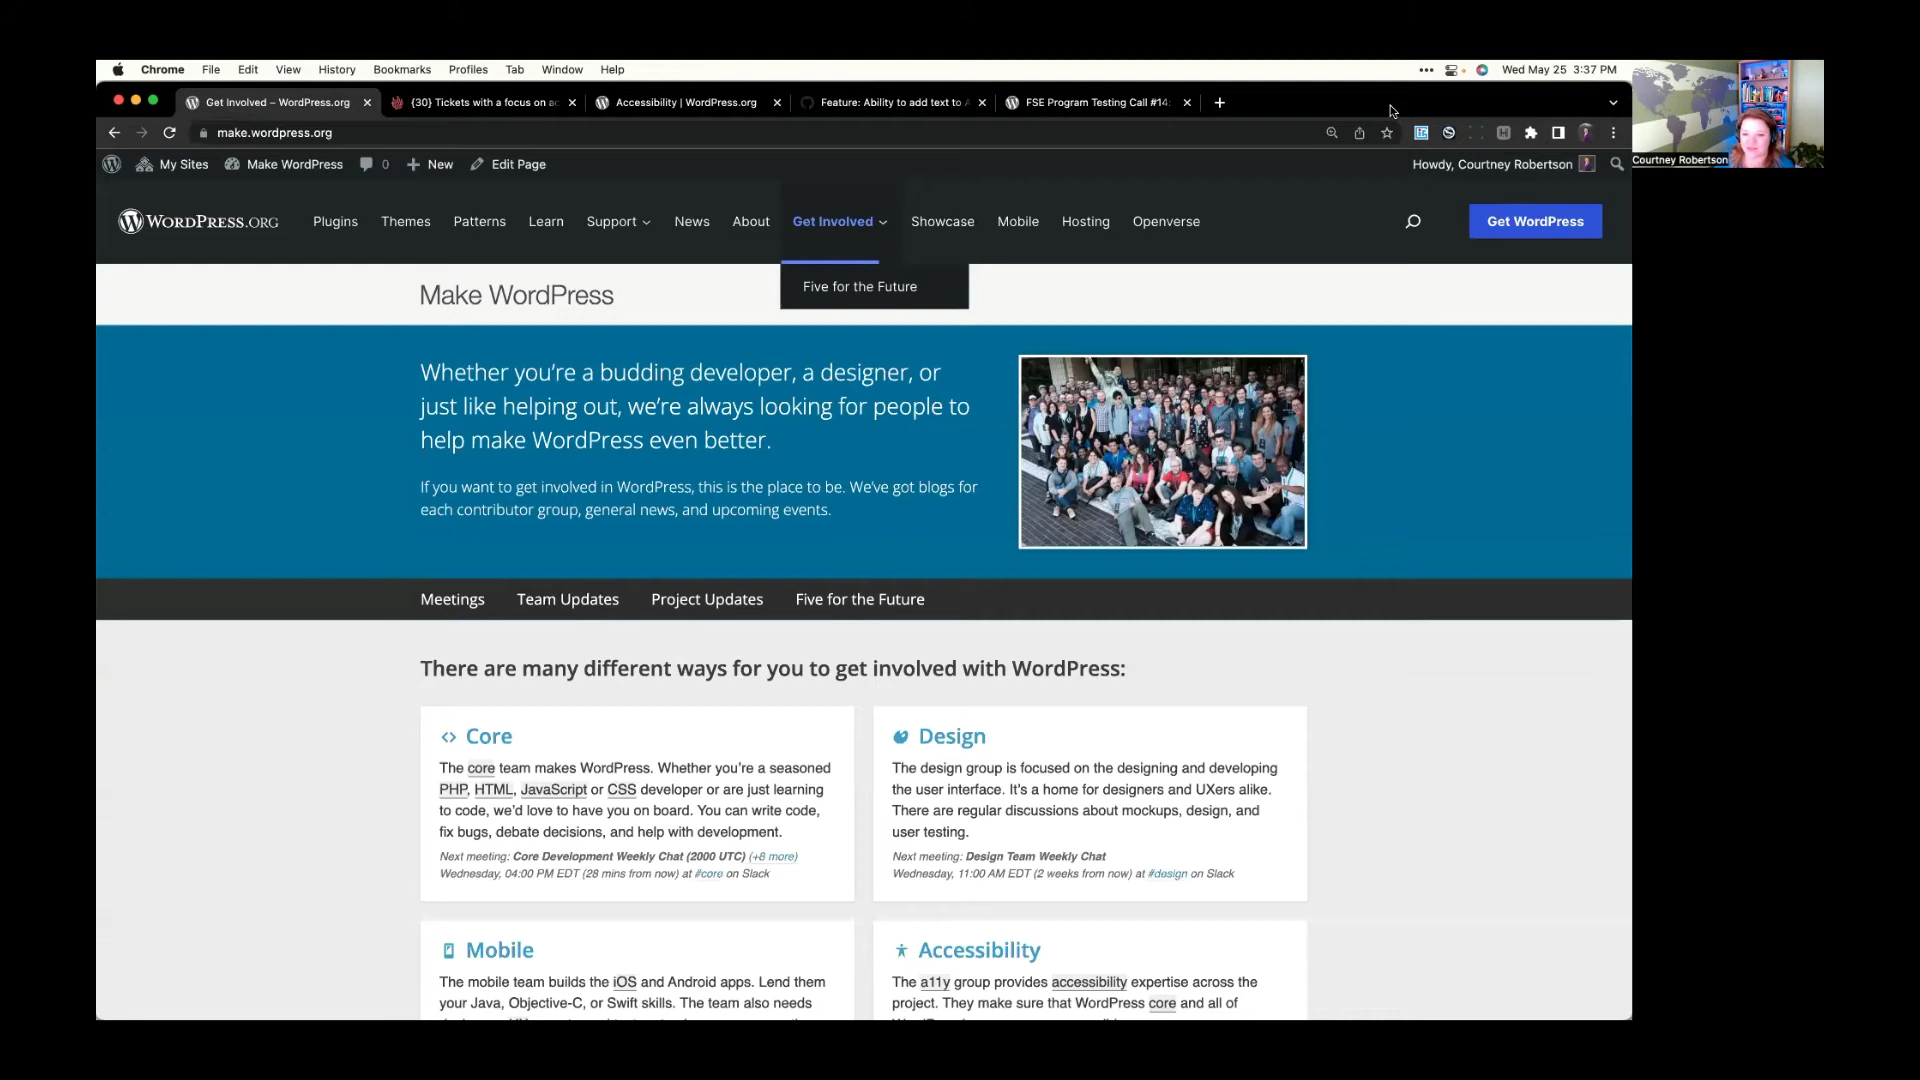 Chrome File Edit View History Bookmarks Profiles Tab Window Help
Wed May 25 3:37 PM
Get Involved – WordPress.org
{30} Tickets with a focus on ac
Accessibility | WordPress.org
Feature: Ability to add text to
FSE Program Testing Call #14:
make.wordpress.org
My Sites Make WordPress 0 New Edit Page
Howdy, Courtney Robertson
Courtney Robertson
WORDPRESS.ORG
Plugins Themes Patterns Learn Support News About Get Involved Showcase Mobile Hosting Openverse
Get WordPress
Five for the Future
Make WordPress
Whether you're a budding developer, a designer, or
just like helping out, we're always looking for people to
help make WordPress even better.
If you want to get involved in WordPress, this is the place to be. We've got blogs for
each contributor group, general news, and upcoming events.
Meetings Team Updates Project Updates Five for the Future
There are many different ways for you to get involved with WordPress:
Core
The core team makes WordPress. Whether you're a seasoned
PHP, HTML, JavaScript or CSS developer or are just learning
to code, we'd love to have you on board. You can write code,
fix bugs, debate decisions, and help with development.
Next meeting: Core Development Weekly Chat (2000 UTC) (+8 more)
Wednesday, 04:00 PM EDT (28 mins from now) at #core on Slack
Design
The design group is focused on the designing and developing
the user interface. It's a home for designers and UXers alike.
There are regular discussions about mockups, design, and
user testing.
Next meeting: Design Team Weekly Chat
Wednesday, 11:00 AM EDT (2 weeks from now) at #design on Slack
Mobile
The mobile team builds the iOS and Android apps. Lend them
your Java, Objective-C, or Swift skills. The team also needs
Accessibility
The a11y group provides accessibility expertise across the
project. They make sure that WordPress core and all of